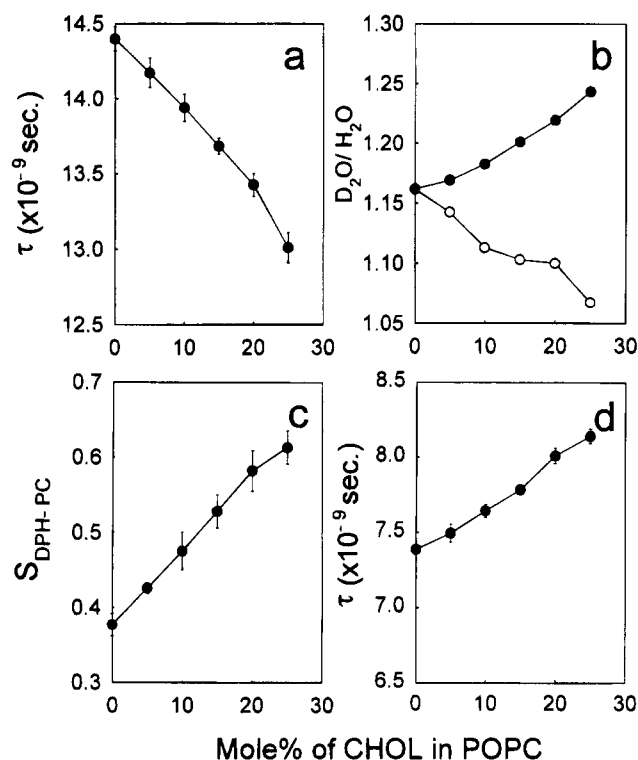 14.5
14.0
13.5
13.0
12.5
τ (x10⁻⁹ sec.)
a
0 10 20 30
1.30
1.25
1.20
1.15
1.10
1.05
D₂O/ H₂O
b
0 10 20 30
0.7
0.6
0.5
0.4
0.3
S_DPH- PC
c
0 10 20 30
8.5
8.0
7.5
7.0
6.5
τ (x10⁻⁹ sec.)
d
0 10 20 30
Mole% of CHOL in POPC